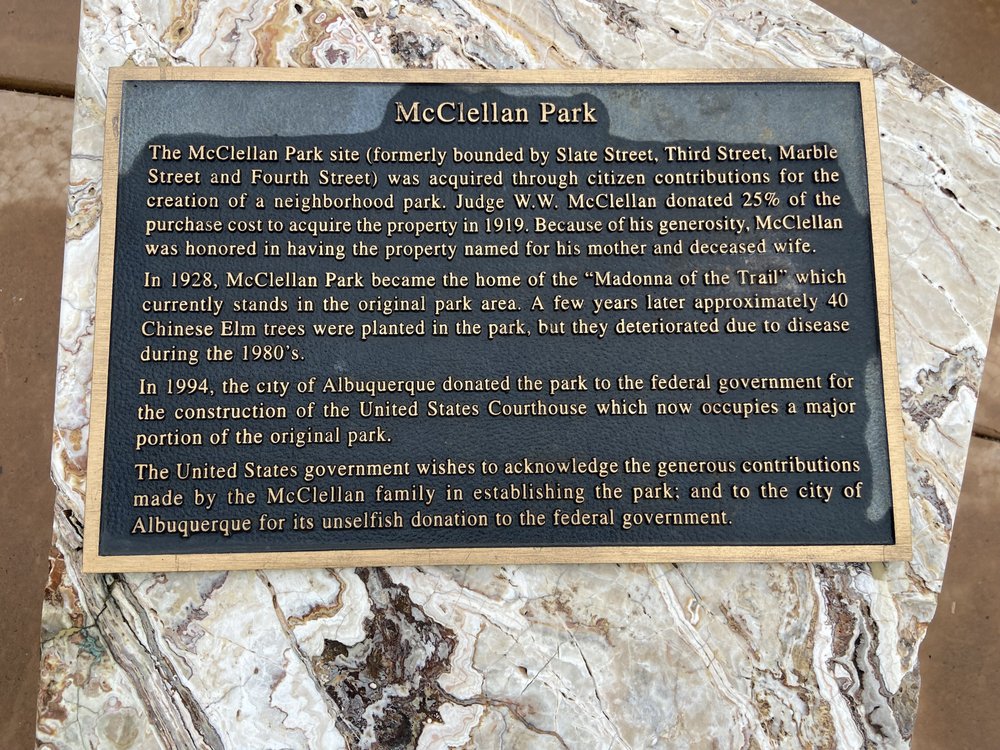 McClellan Park
The McClellan Park site (formerly bounded by Slate Street, Third Street, Marble
Street and Fourth Street) was acquired through citizen contributions for the
creation of a neighborhood park. Judge W.W. McClellan donated 25% of the
purchase cost to acquire the property in 1919. Because of his generosity, McClellan
was honored in having the property named for his mother and deceased wife.
In 1928, McClellan Park became the home of the “Madonna of the Trail” which
currently stands in the original park area. A few years later approximately 40
Chinese Elm trees were planted in the park, but they deteriorated due to disease
during the 1980's.
In 1994, the city of Albuquerque donated the park to the federal government for
the construction of the United States Courthouse which now occupies a major
portion of the original park.
The United States government wishes to acknowledge the generous contributions
made by the McClellan family in establishing the park; and to the city of
Albuquerque for its unselfish donation to the federal government.